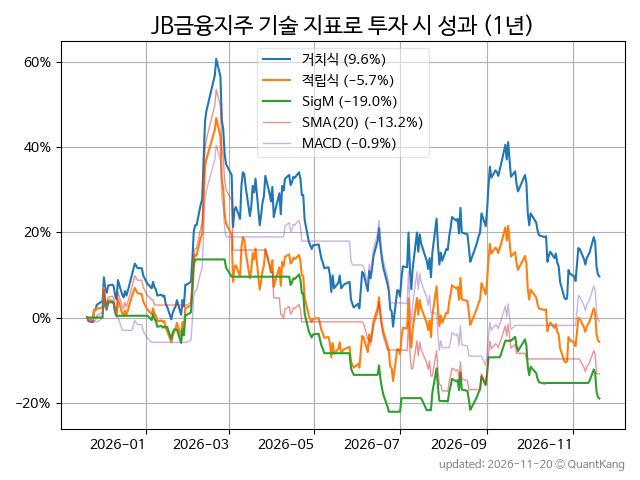 JB금융지주 기술 지표로 투자 시 성과 (1년)
거치식 (9.6%)
적립식 (−5.7%)
SigM (−19.0%)
SMA(20) (−13.2%)
MACD (−0.9%)
60%
40%
20%
0%
−20%
2026-01 2026-03 2026-05 2026-07 2026-09 2026-11
updated: 2026-11-20 © QuantKang